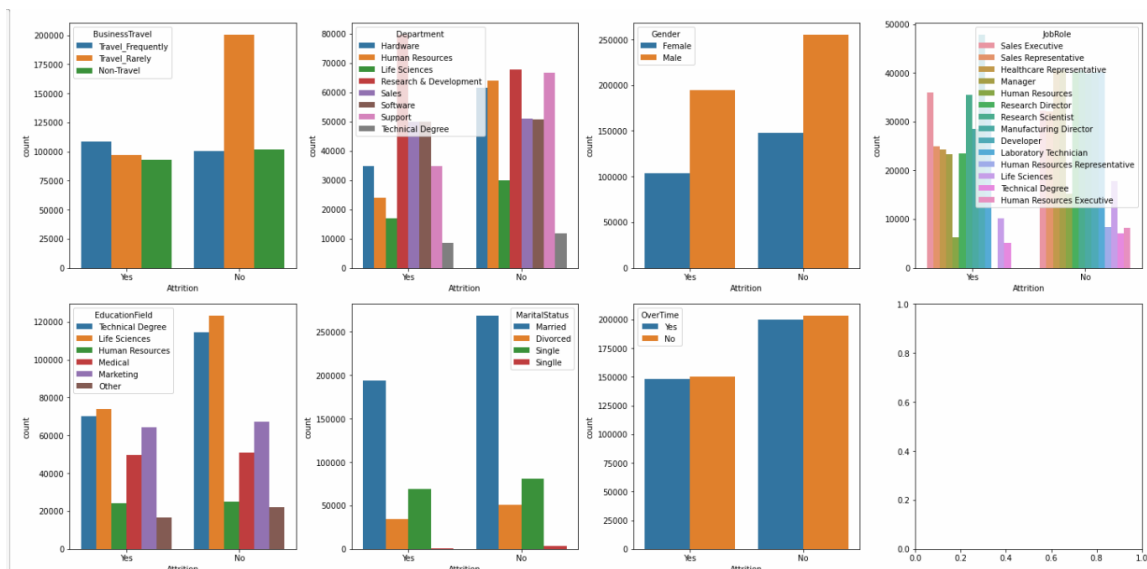 BusinessTravel
Travel_Frequently
Travel_Rarely
Non-Travel
200000
175000
150000
125000
100000
75000
50000
25000
0
count
Yes
No
Attrition
Department
Hardware
Human Resources
Life Sciences
Research & Development
Sales
Software
Support
Technical Degree
80000
70000
60000
50000
40000
30000
20000
10000
0
count
Yes
No
Attrition
Gender
Female
Male
250000
200000
150000
100000
50000
0
count
Yes
No
Attrition
JobRole
Sales Executive
Sales Representative
Healthcare Representative
Manager
Human Resources
Research Director
Research Scientist
Manufacturing Director
Developer
Laboratory Technician
Human Resources Representative
Life Sciences
Technical Degree
Human Resources Executive
50000
40000
30000
20000
10000
0
count
Yes
No
Attrition
EducationField
Technical Degree
Life Sciences
Human Resources
Medical
Marketing
Other
120000
100000
80000
60000
40000
20000
0
count
Yes
No
Attrition
MaritalStatus
Married
Divorced
Single
Singlle
250000
200000
150000
100000
50000
0
count
Yes
No
Attrition
OverTime
Yes
No
200000
175000
150000
125000
100000
75000
50000
25000
0
count
Yes
No
Attrition
1.0
0.8
0.6
0.4
0.2
0.0
0.0 0.2 0.4 0.6 0.8 1.0